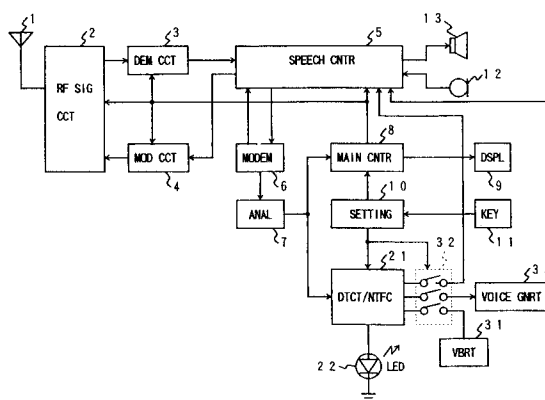 1
2
3
5
13
DEM CCT
SPEECH CNTR
RF SIG
CCT
12
8
MOD CCT
MODEM
MAIN CNTR
DSPL
4
6
10
9
ANAL
SETTING
KEY
7
21
32
11
3
DTCT/NTFC
VOICE GNRT
31
22
LED
VBRT